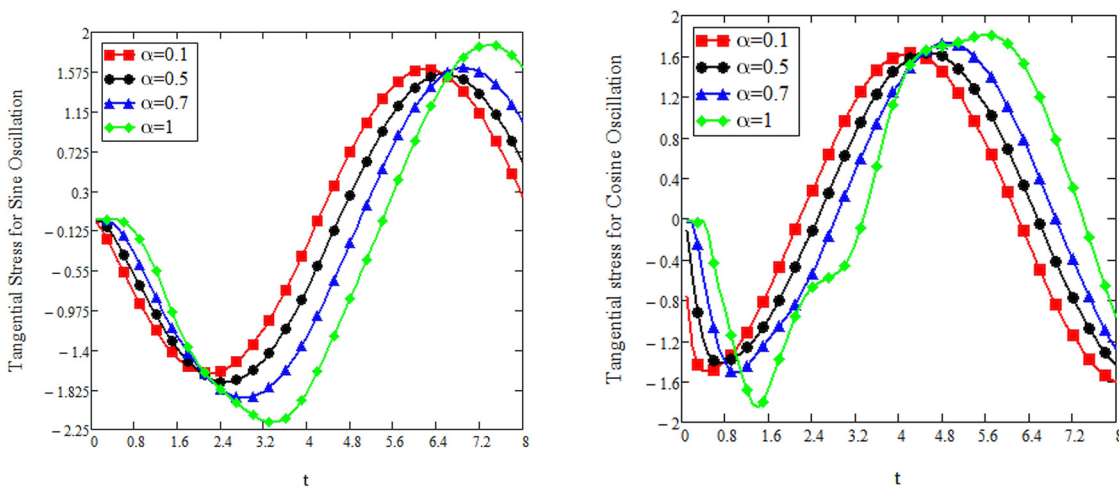 Tangential Stress for Sine Oscillation
2
1.575
1.15
0.725
0.3
−0.125
−0.55
−0.975
−1.4
−1.825
−2.25
α=0.1
α=0.5
α=0.7
α=1
0 0.8 1.6 2.4 3.2 4 4.8 5.6 6.4 7.2 8
t
Tangential stress for Cosine Oscillation
2
1.6
1.2
0.8
0.4
0
−0.4
−0.8
−1.2
−1.6
−2
α=0.1
α=0.5
α=0.7
α=1
0 0.8 1.6 2.4 3.2 4 4.8 5.6 6.4 7.2 8
t